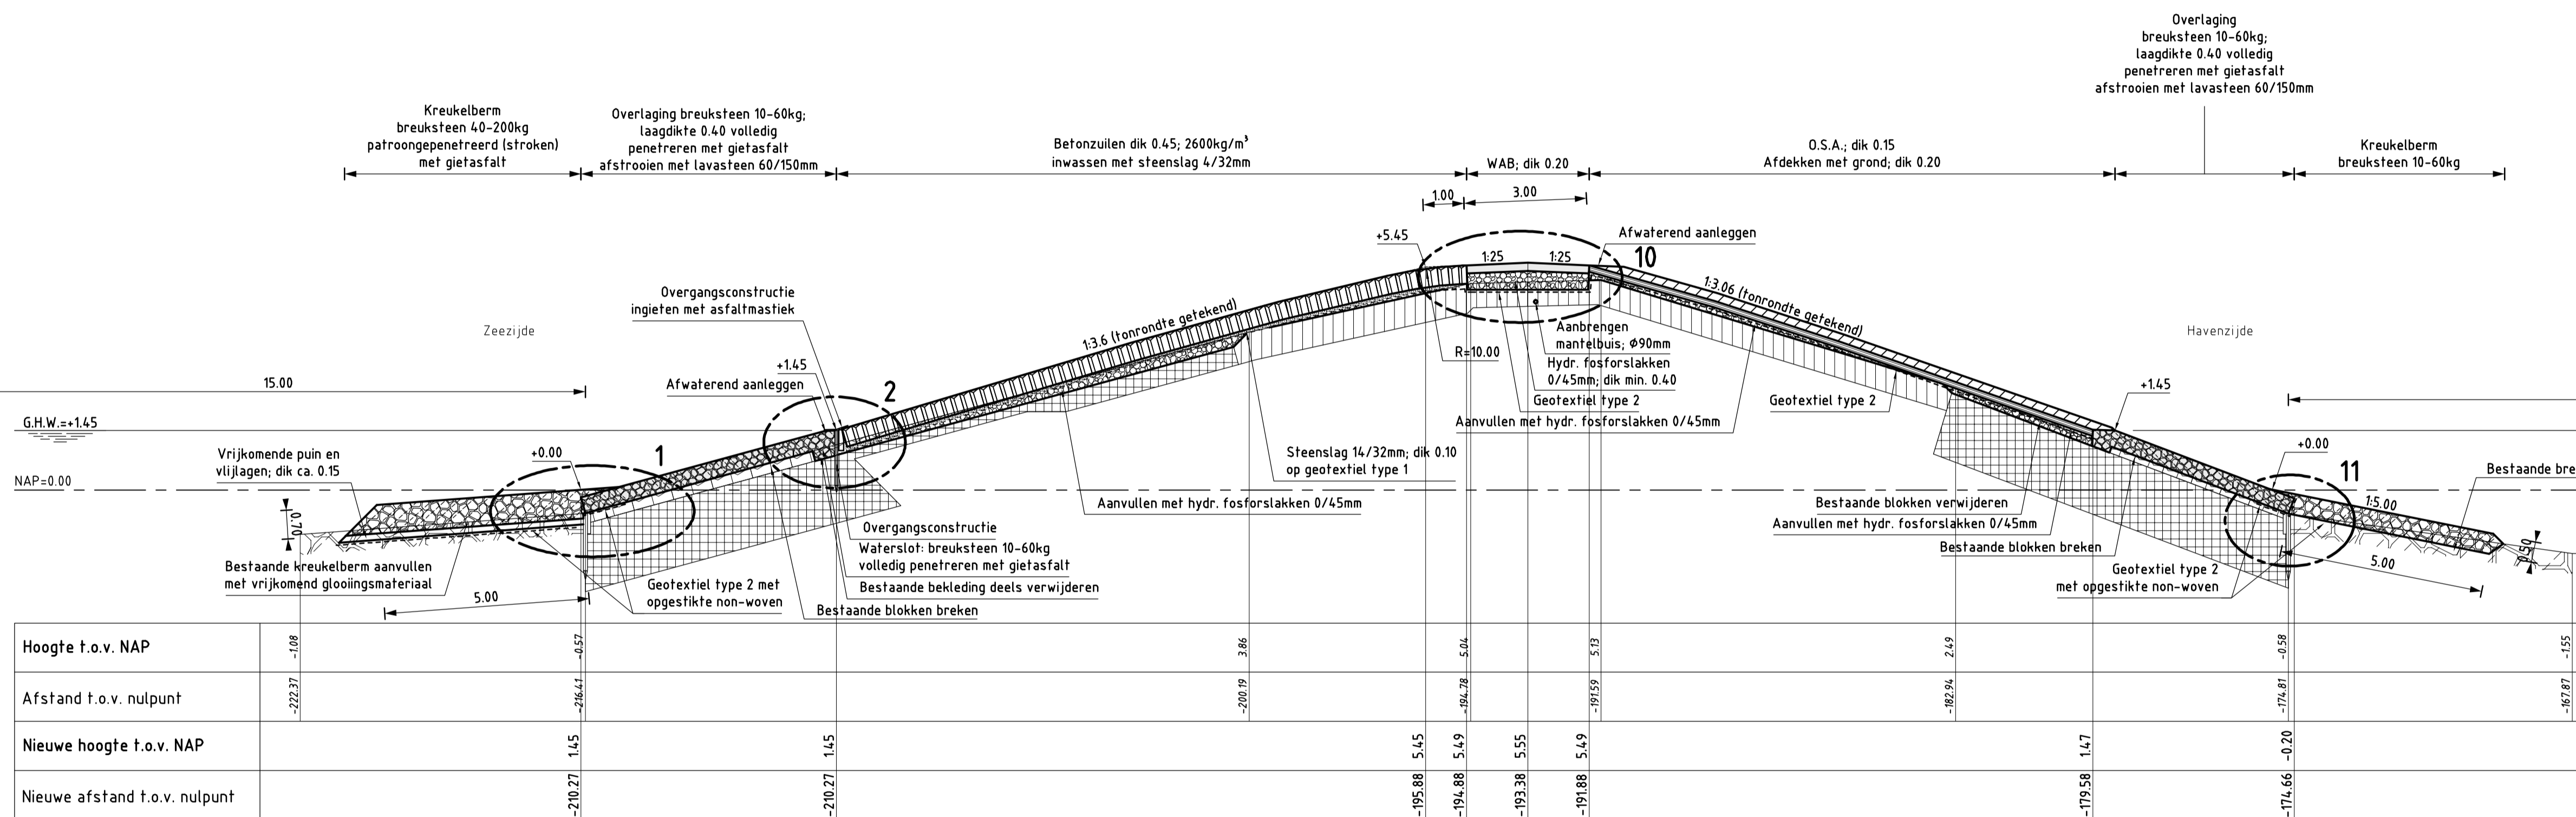 Overlaging
breuksteen 10-60kg;
laagdikte 0.40 volledig
penetreren met gietasfalt
afstrooien met lavasteen 60/150mm
Kreukelberm
breuksteen 40-200kg
patroongepenetreerd (stroken)
met gietasfalt
Overlaging breuksteen 10-60kg;
laagdikte 0.40 volledig
penetreren met gietasfalt
afstrooien met lavasteen 60/150mm
Betonzuilen dik 0.45; 2600kg/m³
inwassen met steenslag 4/32mm
WAB; dik 0.20
O.S.A.; dik 0.15
Afdekken met grond; dik 0.20
Kreukelberm
breuksteen 10-60kg
1.00
3.00
+5.45
1:25
1:25
Afwaterend aanleggen
10
Overgangsconstructie
ingieten met asfaltmastiek
1:3.6 (tonrondte getekend)
1:3.06 (tonrondte getekend)
Zeezijde
Havenzijde
Aanbrengen
mantelbuis; Φ90mm
R=10.00
Hydr. fosforslakken
0/45mm; dik min. 0.40
Geotextiel type 2
Aanvullen met hydr. fosforslakken 0/45mm
Geotextiel type 2
15.00
+1.45
Afwaterend aanleggen
2
+1.45
G.H.W.=+1.45
Vrijkomende puin en
vlijlagen; dik ca. 0.15
+0.00
1
Steenslag 14/32mm; dik 0.10
op geotextiel type 1
+0.00
11
Bestaande bre
NAP=0.00
0.70
Aanvullen met hydr. fosforslakken 0/45mm
Bestaande blokken verwijderen
Aanvullen met hydr. fosforslakken 0/45mm
Bestaande blokken breken
1:5.00
0.50
5.00
Overgangsconstructie
Waterslot: breuksteen 10-60kg
volledig penetreren met gietasfalt
Bestaande bekleding deels verwijderen
Bestaande blokken breken
Bestaande kreukelberm aanvullen
met vrijkomend glooiingsmateriaal
5.00
Geotextiel type 2 met
opgestikte non-woven
Geotextiel type 2
met opgestikte non-woven
Hoogte t.o.v. NAP
-1.08
-0.57
3.86
5.04
5.13
2.49
-0.58
-1.55
Afstand t.o.v. nulpunt
-222.37
-216.41
-200.19
-194.78
-191.59
-182.94
-174.81
-167.87
Nieuwe hoogte t.o.v. NAP
1.45
1.45
5.45
5.49
5.55
5.49
1.47
-0.20
Nieuwe afstand t.o.v. nulpunt
-210.27
-210.27
-195.88
-194.88
-193.38
-191.88
-179.58
-174.66